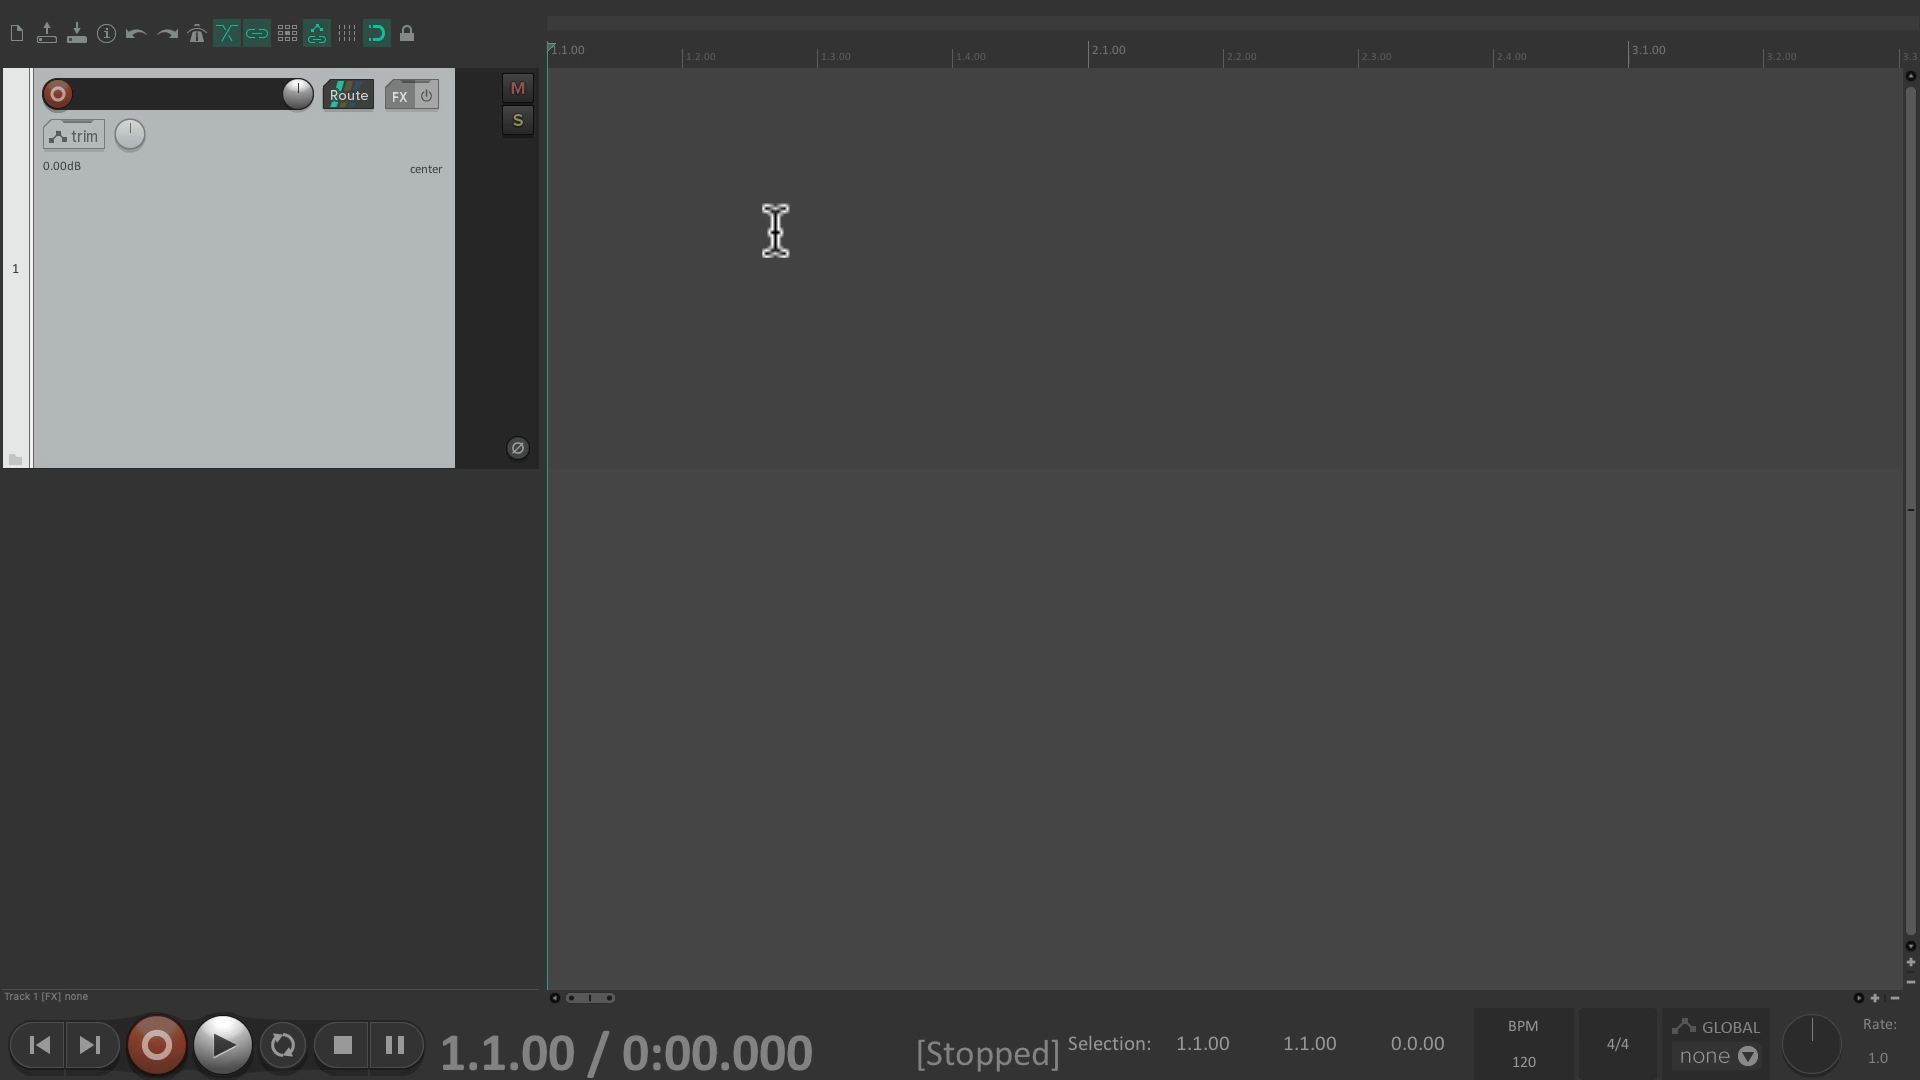 1.1.00 1.2.00 1.3.00 1.4.00 2.1.00 2.2.00 2.3.00 2.4.00 3.1.00 3.2.00 3.3
Route FX M
S
trim
0.00dB center
1
Track 1 [FX] none
1.1.00 / 0:00.000 [Stopped] Selection: 1.1.00 1.1.00 0.0.00
BPM
120
4/4
GLOBAL
none
Rate:
1.0